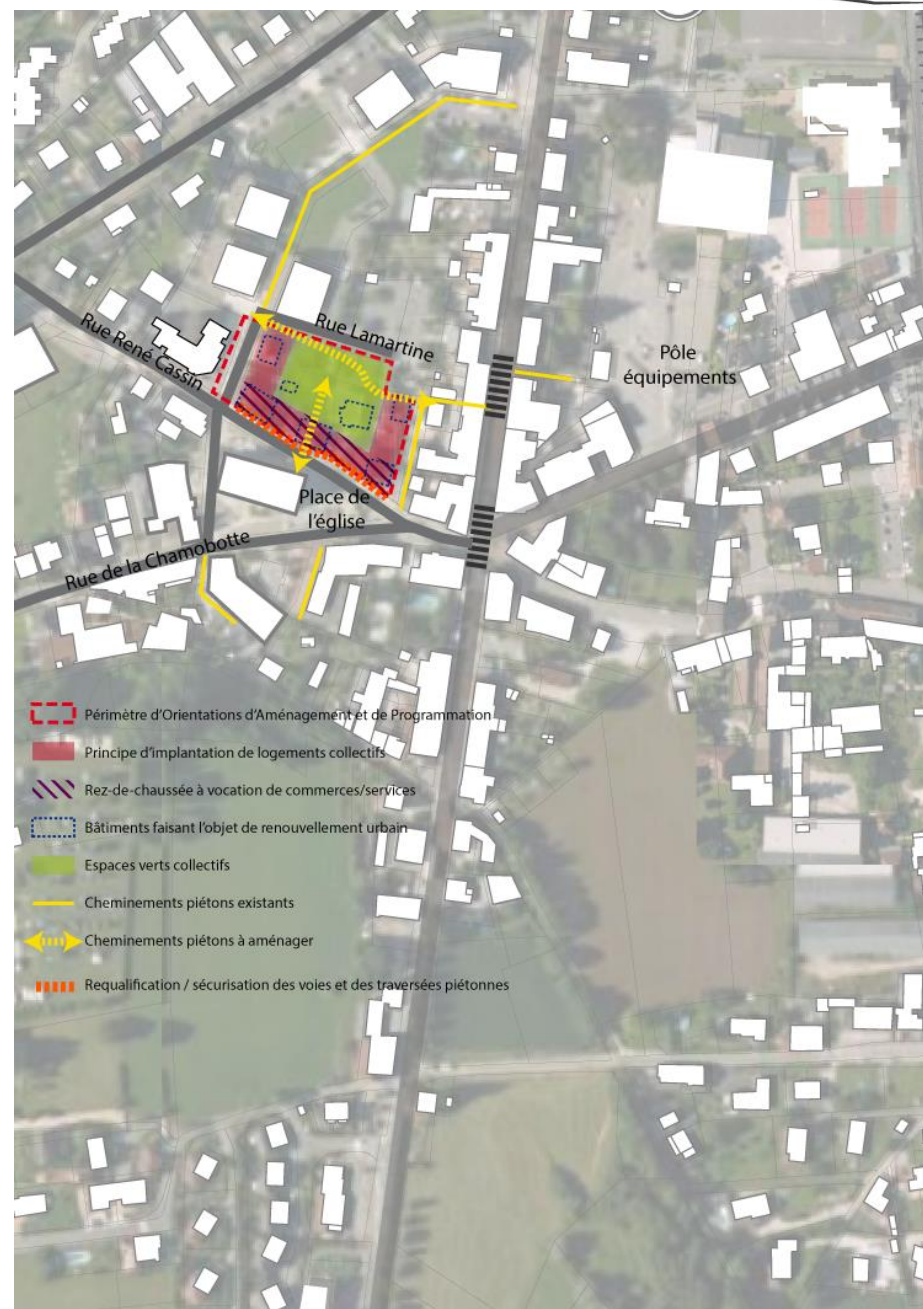 Rue Lamartine
Rue René Cassin
Pôle
équipements
Place de
l'église
Rue de la Chamobotte
Périmètre d'Orientations d'Aménagement et de Programmation
Principe d'implantation de logements collectifs
Rez-de-chaussée à vocation de commerces/services
Bâtiments faisant l'objet de renouvellement urbain
Espaces verts collectifs
Cheminements piétons existants
Cheminements piétons à aménager
Requalification / sécurisation des voies et des traversées piétonnes